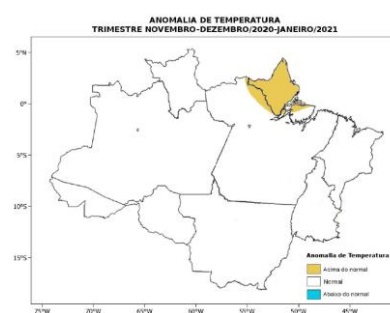 ANOMALIA DE TEMPERATURA
TRIMESTRE NOVEMBRO-DEZEMBRO/2020-JANEIRO/2021
5°N
0°
5°S
10°S
15°S
75°W
70°W
65°W
60°W
55°W
50°W
45°W
Anomalia de Temperatura
Acima do normal
Normal
Abaixo do normal